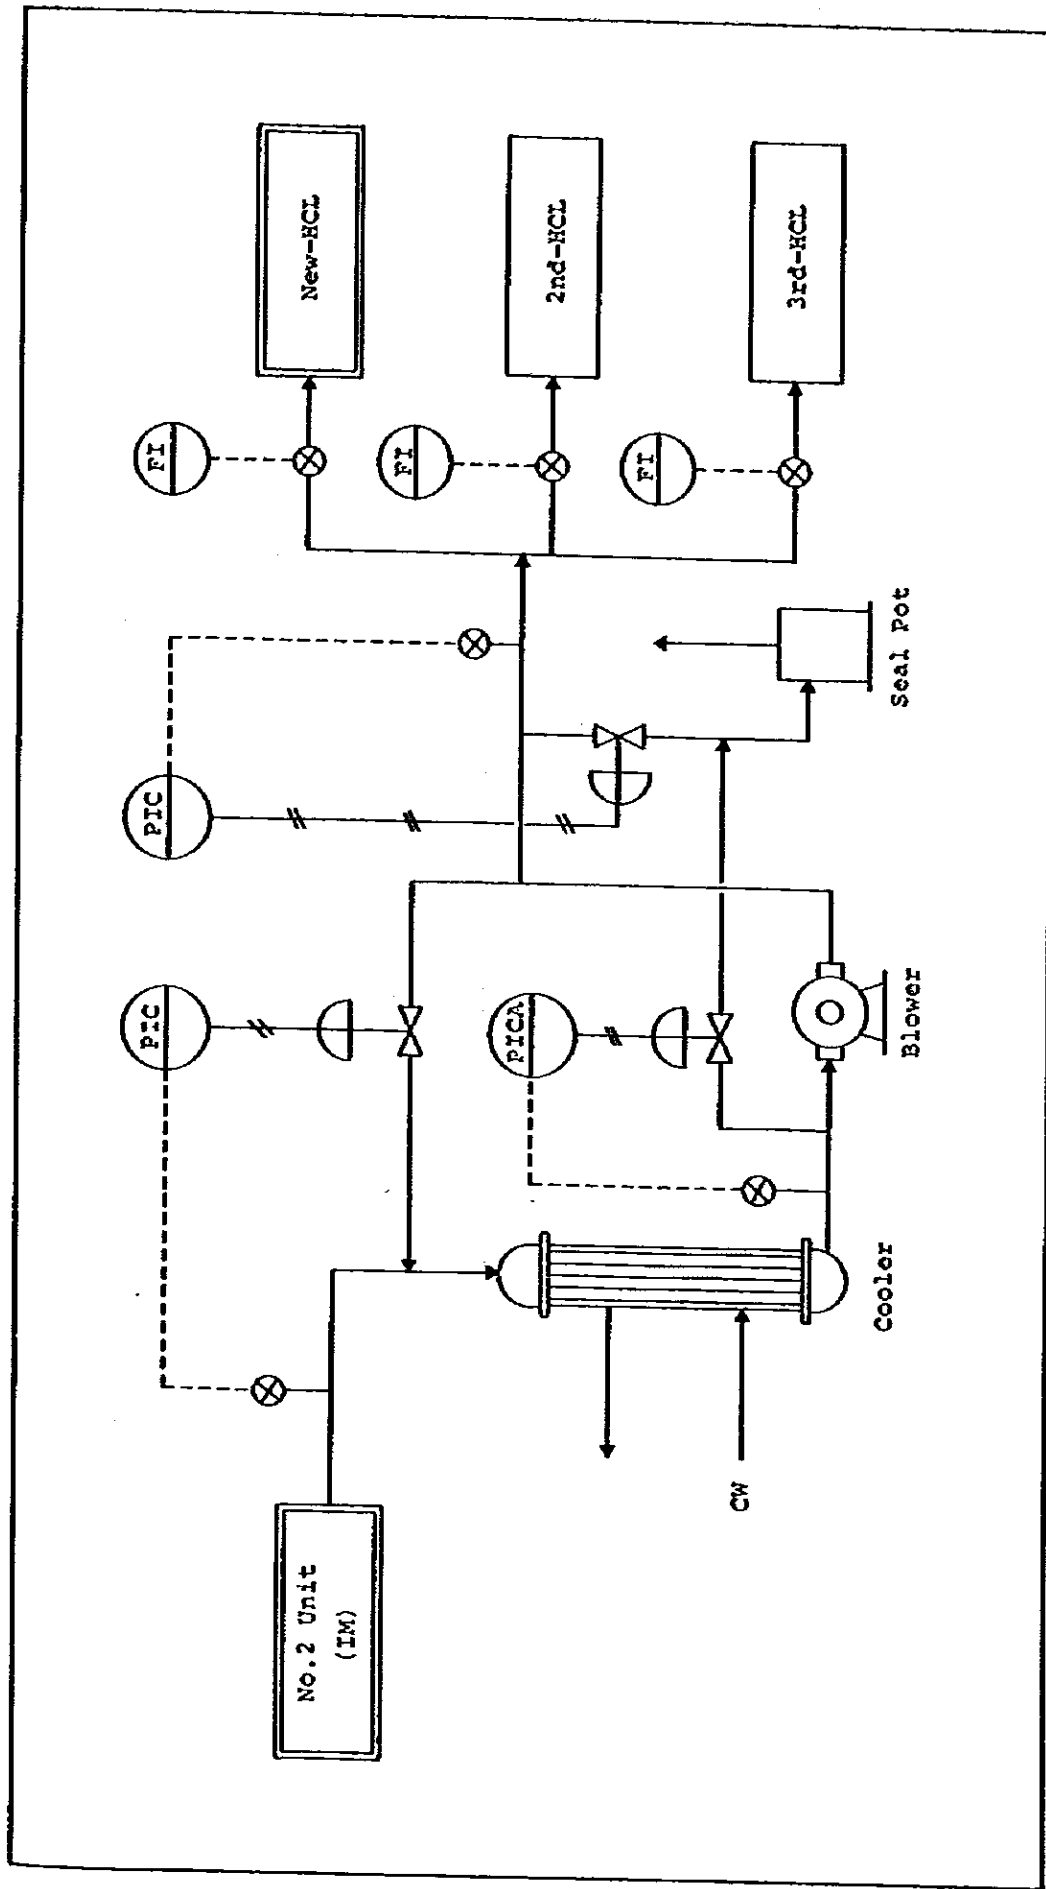 No.2 Unit
(IM)
PIC
PIC
PICA
FI
FI
FI
New-HCL
2nd-HCL
3rd-HCL
CW
Cooler
Blower
Seal Pot